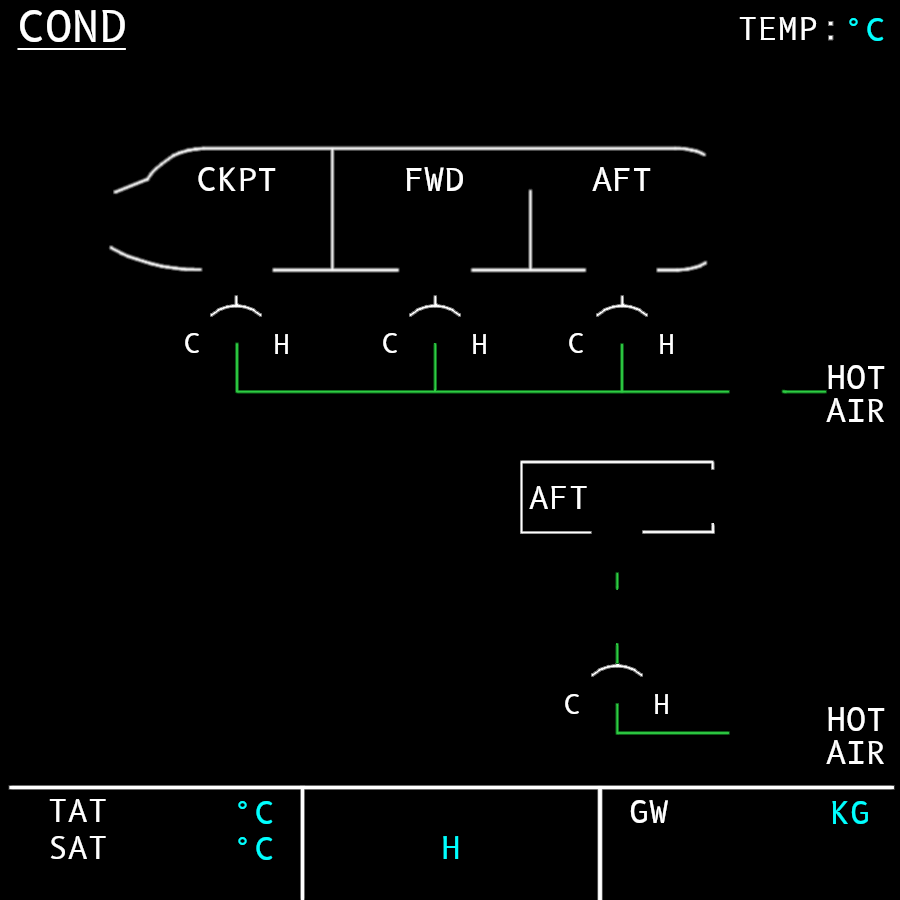 COND TEMP:°C
CKPT FWD AFT
C H C H C H
HOT
AIR
AFT
C H
HOT
AIR
TAT °C GW KG
SAT °C H